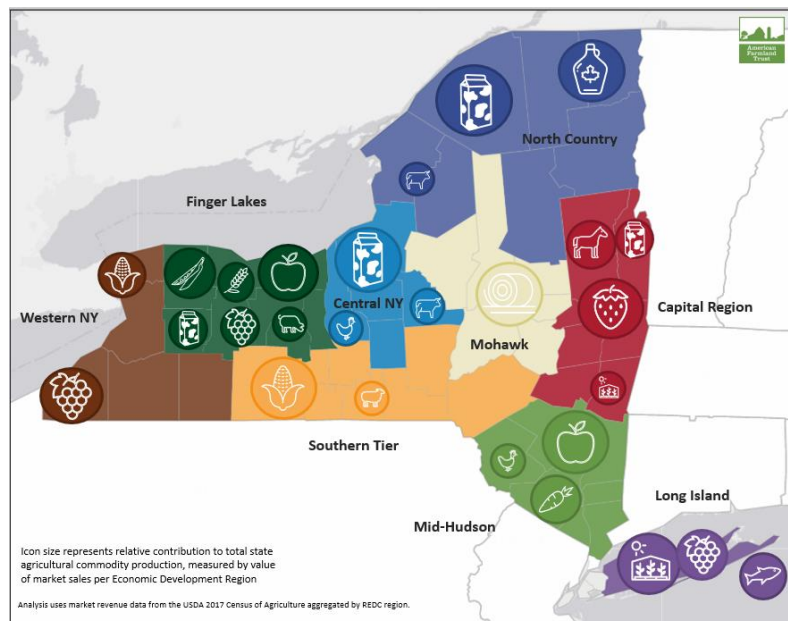 American
Farmland
Trust
North Country
Finger Lakes
Western NY
Central NY
Capital Region
Mohawk
Southern Tier
Long Island
Mid-Hudson
Icon size represents relative contribution to total state
agricultural commodity production, measured by value
of market sales per Economic Development Region
Analysis uses market revenue data from the USDA 2017 Census of Agriculture aggregated by REDC region.